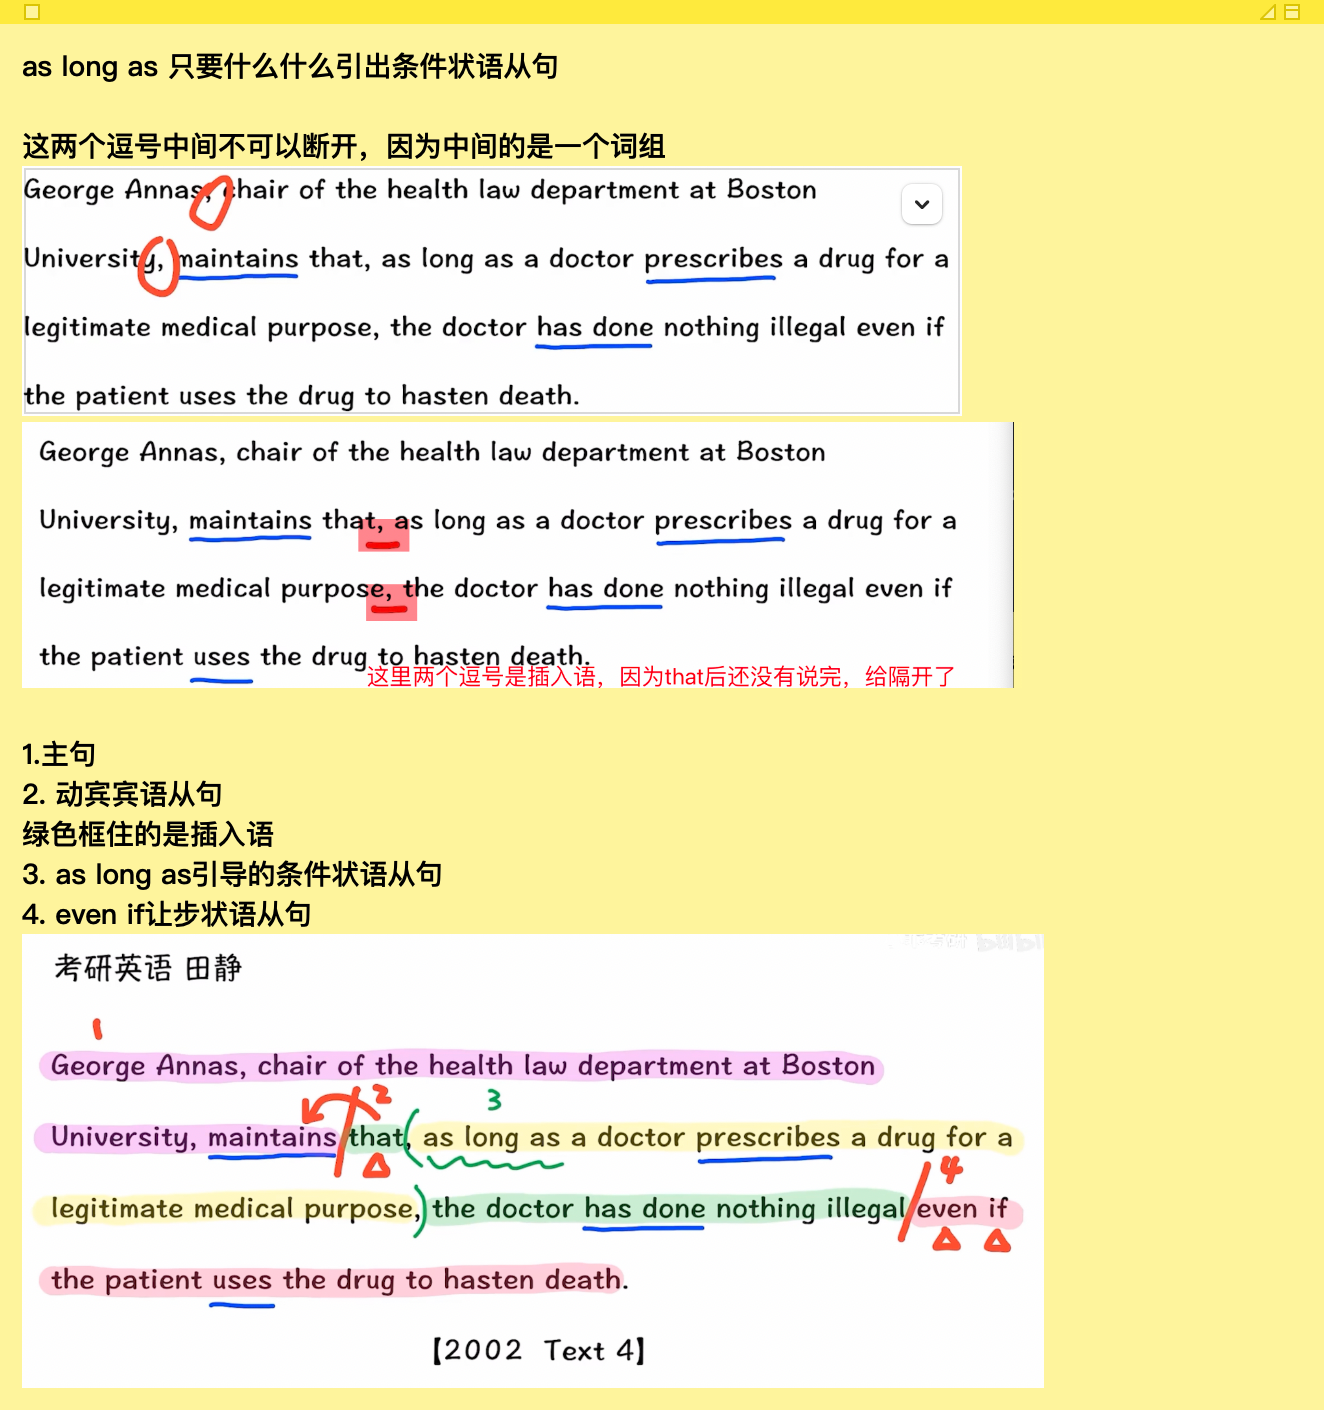 as long as 只要什么什么引出条件状语从句
这两个逗号中间不可以断开，因为中间的是一个词组
George Annas, chair of the health law department at Boston
University, maintains that, as long as a doctor prescribes a drug for a
legitimate medical purpose, the doctor has done nothing illegal even if
the patient uses the drug to hasten death.
George Annas, chair of the health law department at Boston
University, maintains that, as long as a doctor prescribes a drug for a
legitimate medical purpose, the doctor has done nothing illegal even if
the patient uses the drug to hasten death.
这里两个逗号是插入语，因为that后还没有说完，给隔开了
1.主句
2. 动宾宾语从句
绿色框住的是插入语
3. as long as引导的条件状语从句
4. even if让步状语从句
考研英语 田静
1
George Annas, chair of the health law department at Boston
2 3
University, maintains that, as long as a doctor prescribes a drug for a
4
legitimate medical purpose, the doctor has done nothing illegal even if
the patient uses the drug to hasten death.
【2002 Text 4】